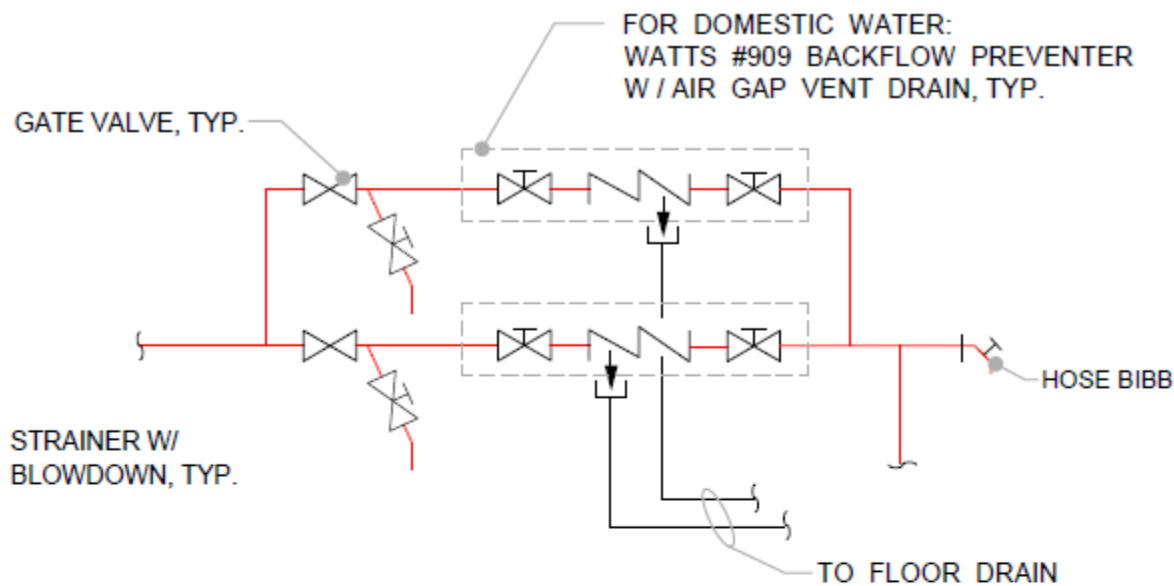 FOR DOMESTIC WATER:
WATTS #909 BACKFLOW PREVENTER
W / AIR GAP VENT DRAIN, TYP.
GATE VALVE, TYP.
HOSE BIBB
STRAINER W/
BLOWDOWN, TYP.
TO FLOOR DRAIN